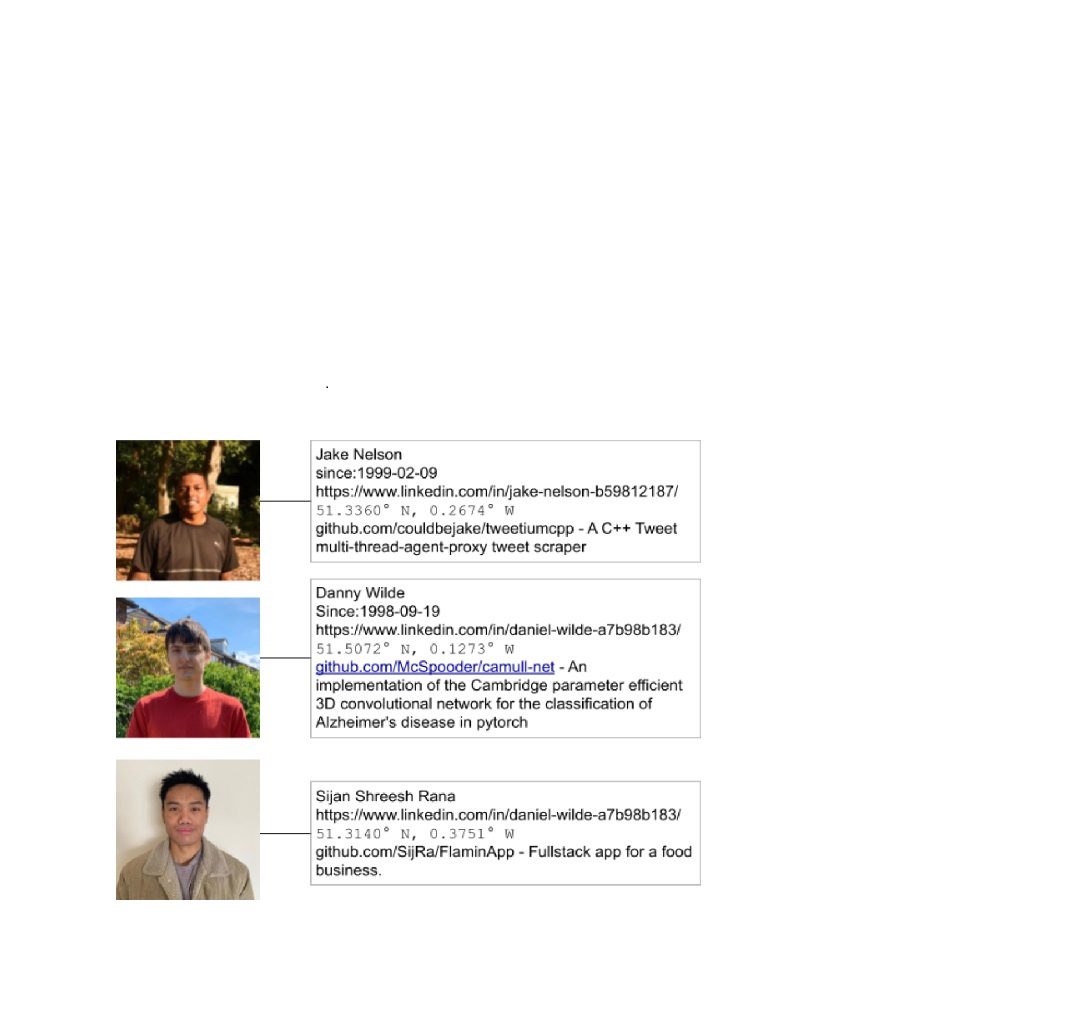 Jake Nelson
since:1999-02-09
https://www.linkedin.com/in/jake-nelson-b59812187/
51.3360° N, 0.2674° W
github.com/couldbejake/tweetiumcpp - A C++ Tweet
multi-thread-agent-proxy tweet scraper
Danny Wilde
Since:1998-09-19
https://www.linkedin.com/in/daniel-wilde-a7b98b183/
51.5072° N, 0.1273° W
github.com/McSpooder/camull-net - An
implementation of the Cambridge parameter efficient
3D convolutional network for the classification of
Alzheimer's disease in pytorch
Sijan Shreesh Rana
https://www.linkedin.com/in/daniel-wilde-a7b98b183/
51.3140° N, 0.3751° W
github.com/SijRa/FlaminApp - Fullstack app for a food
business.